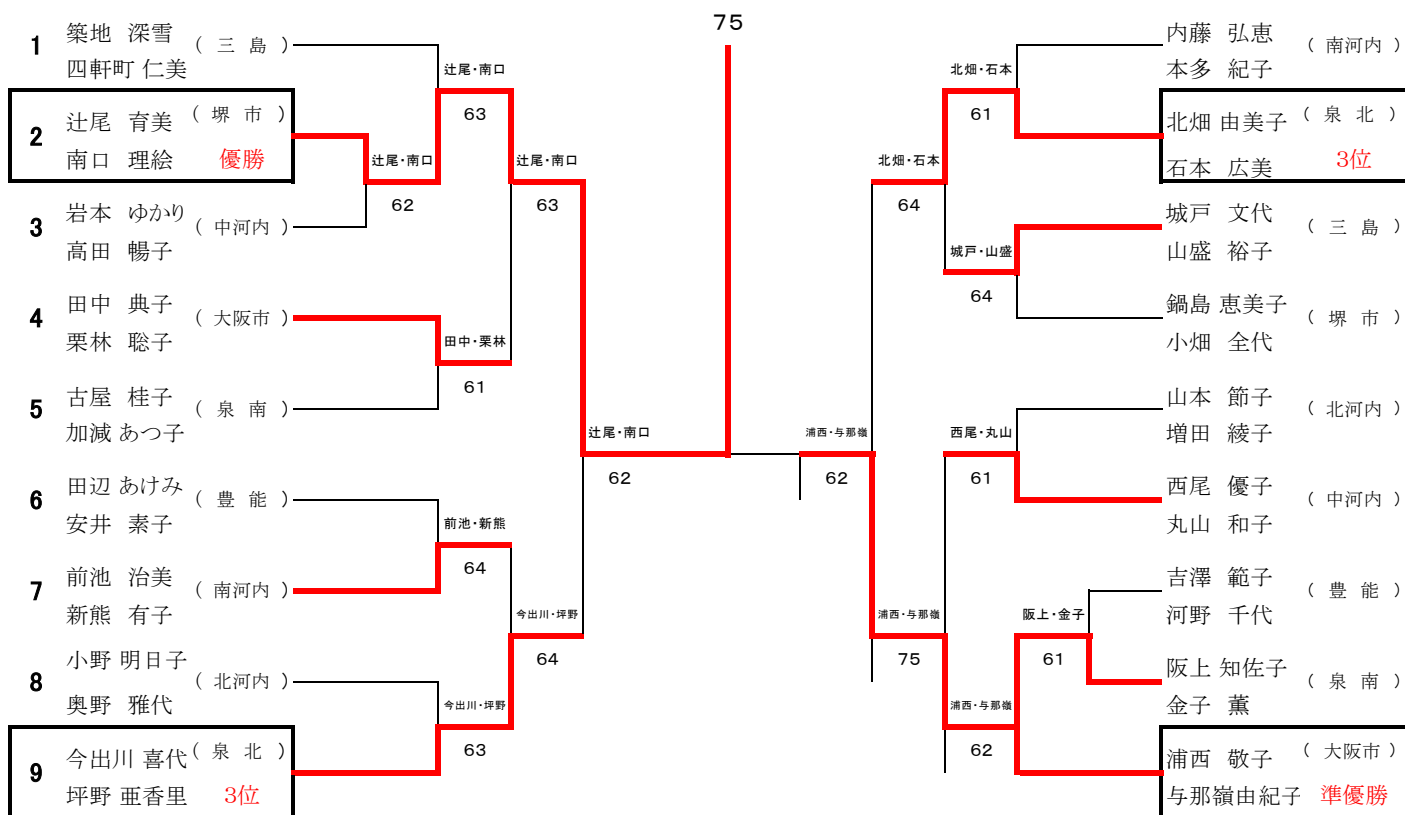 75
1 築地 深雪 ( 三 島 )
四軒町 仁美
辻尾・南口
63
2 辻尾 育美 ( 堺 市 )
南口 理絵 優勝
辻尾・南口
62
辻尾・南口
63
3 岩本 ゆかり ( 中河内 )
高田 暢子
4 田中 典子 ( 大阪市 )
栗林 聡子
田中・栗林
61
5 古屋 桂子 ( 泉 南 )
加減 あつ子
辻尾・南口
62
6 田辺 あけみ ( 豊 能 )
安井 素子
前池・新熊
64
7 前池 治美 ( 南河内 )
新熊 有子
今出川・坪野
64
8 小野 明日子 ( 北河内 )
奥野 雅代
今出川・坪野
63
9 今出川 喜代 ( 泉 北 )
坪野 亜香里 3位
内藤 弘恵 ( 南河内 )
本多 紀子
北畑・石本
61
北畑 由美子 ( 泉 北 )
石本 広美 3位
北畑・石本
64
城戸 文代 ( 三 島 )
山盛 裕子
城戸・山盛
64
鍋島 恵美子 ( 堺 市 )
小畑 全代
山本 節子 ( 北河内 )
増田 綾子
浦西・与那嶺
62
西尾・丸山
61
西尾 優子 ( 中河内 )
丸山 和子
吉澤 範子 ( 豊 能 )
河野 千代
浦西・与那嶺
75
阪上・金子
61
阪上 知佐子 ( 泉 南 )
金子 薫
浦西・与那嶺
62
浦西 敬子 ( 大阪市 )
与那嶺由紀子 準優勝